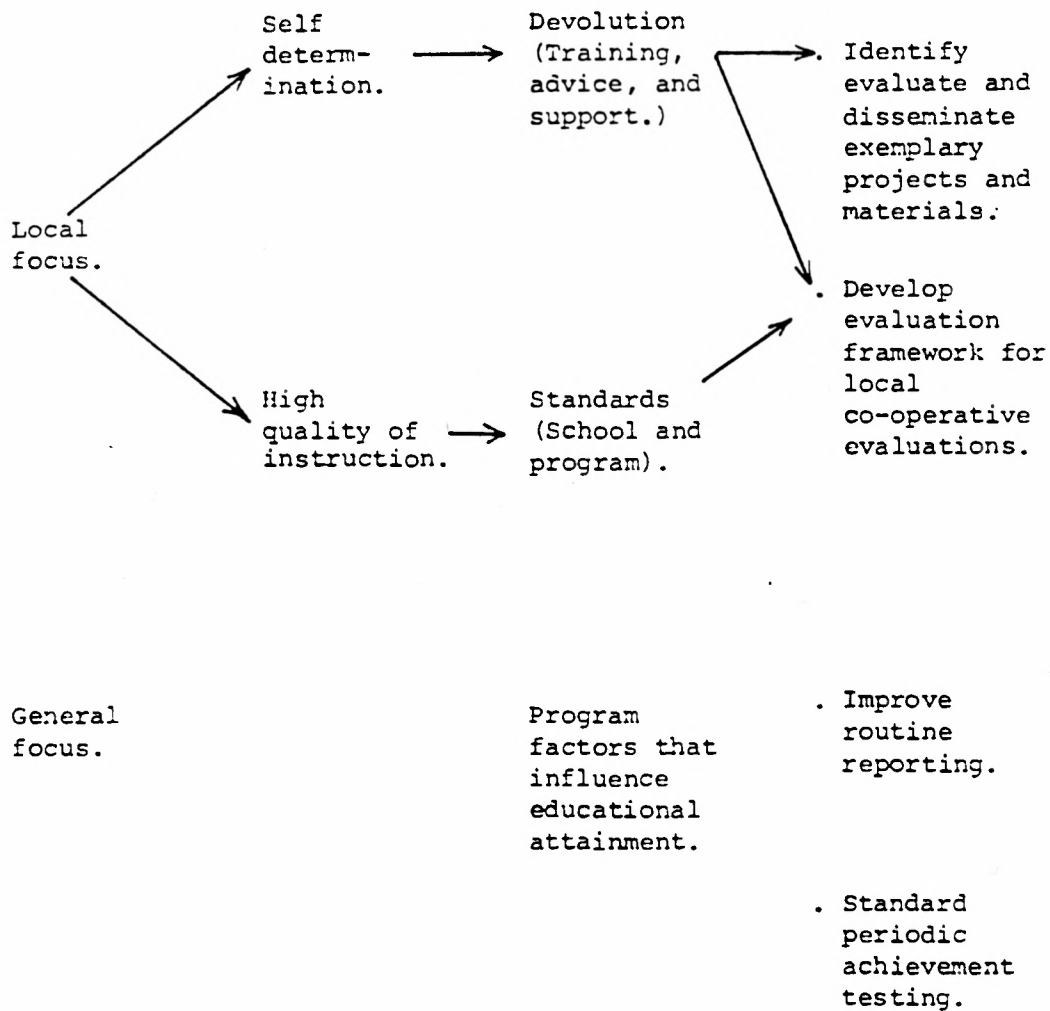 Self
determ-
ination.
Devolution
(Training,
advice, and
support.)
. Identify
evaluate and
disseminate
exemplary
projects and
materials.
Local
focus.
. Develop
evaluation
framework for
local
co-operative
evaluations.
High
quality of
instruction.
Standards
(School and
program).
General
focus.
Program
factors that
influence
educational
attainment.
. Improve
routine
reporting.
. Standard
periodic
achievement
testing.